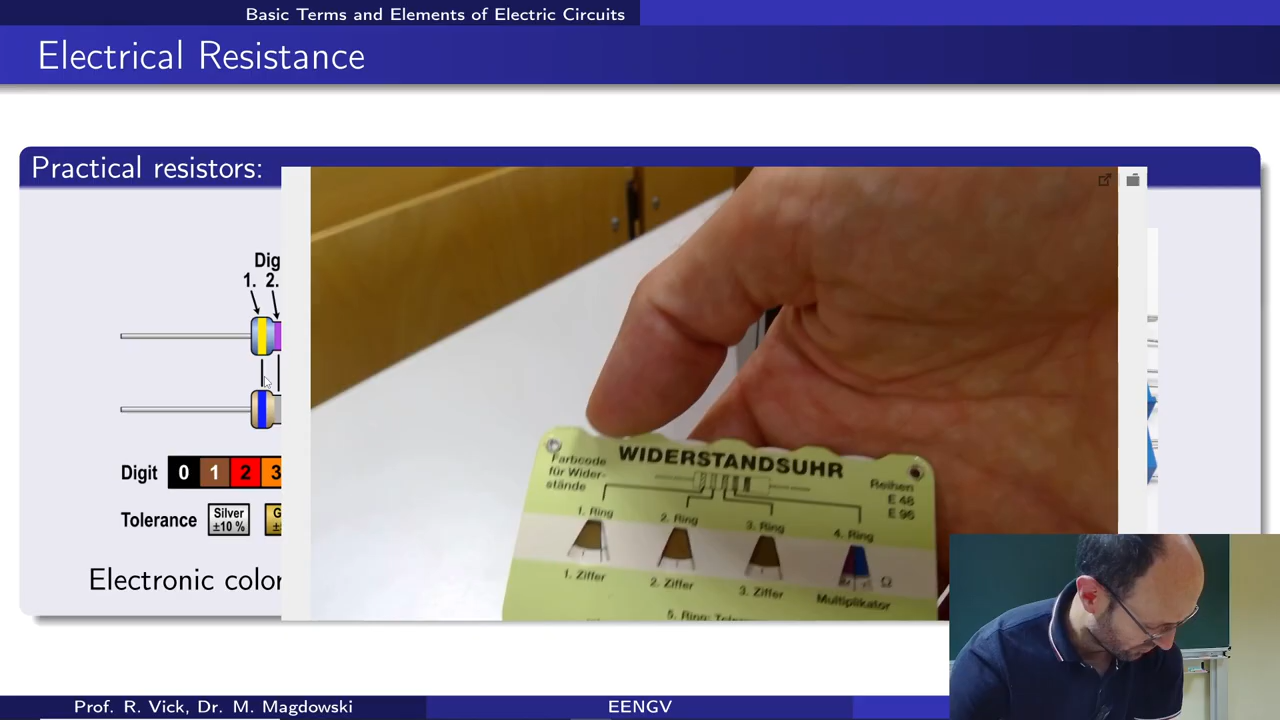 Basic Terms and Elements of Electric Circuits
Electrical Resistance
Practical resistors:
Dig
1. 2.
Digit 0 1 2 3
Tolerance Silver ±10 %
Electronic color
WIDERSTANDSUHR
Farbcode
für Wider-
stände
Reihen
E 48
E 96
1. Ring 2. Ring 3. Ring 4. Ring
1. Ziffer 2. Ziffer 3. Ziffer Multiplikator
Ω
5. Ring:
Prof. R. Vick, Dr. M. Magdowski EENGV